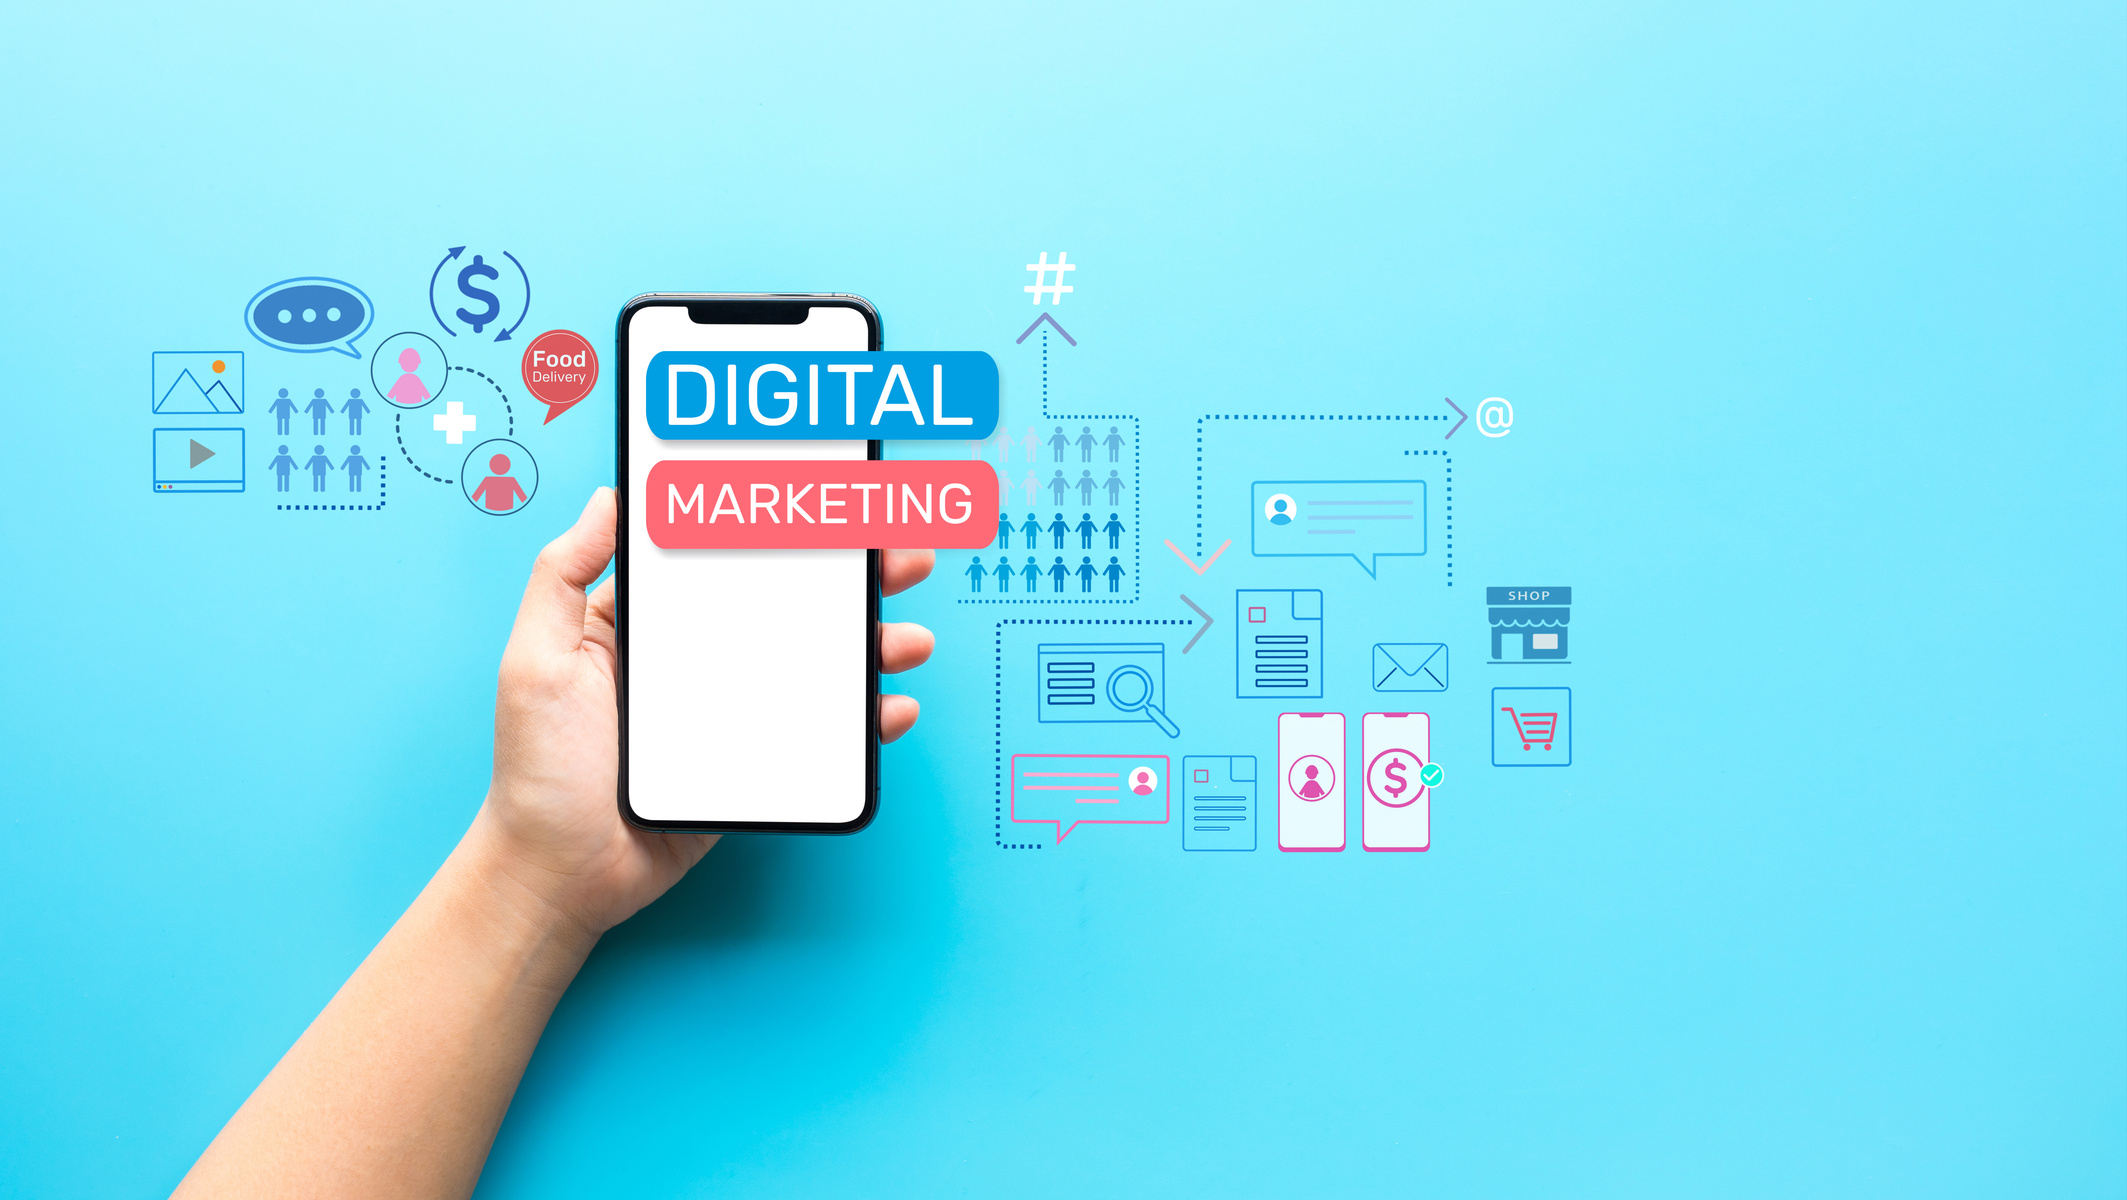 $
Food
Delivery
DIGITAL
MARKETING
#
@
SHOP
$